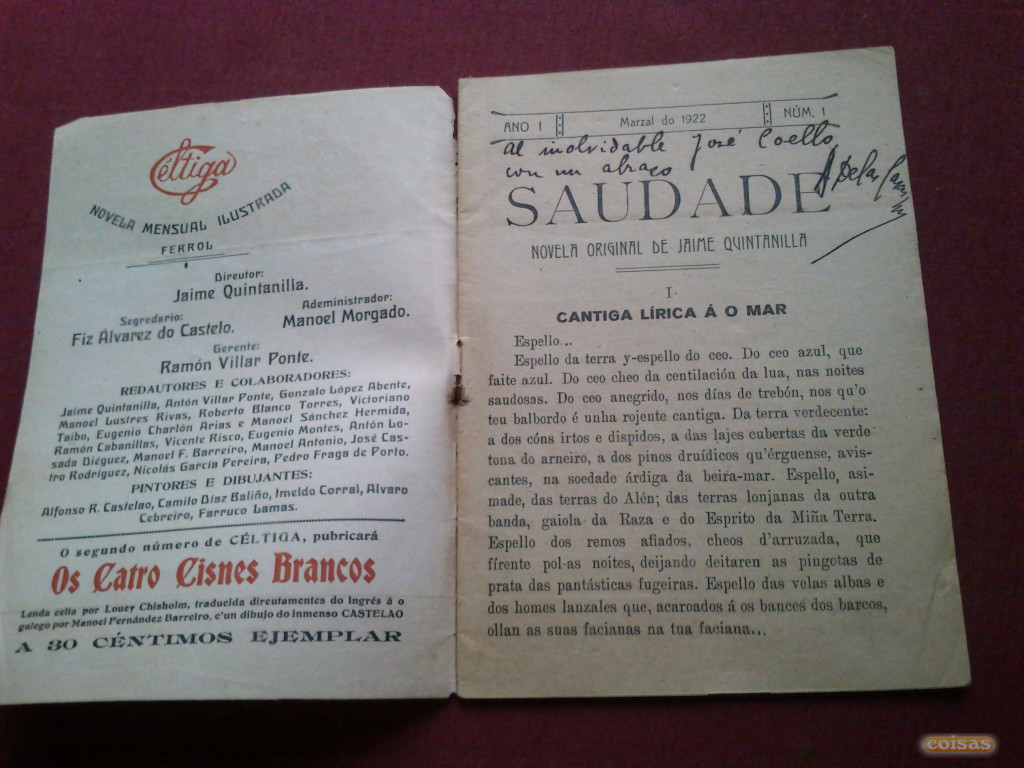 Céltiga
NOVELA MENSUAL ILUSTRADA
FERROL
Direutor:
Jaime Quintanilla.
Segredario:
Fiz Álvarez do Castelo.
Adeministrador:
Manoel Morgado.
Gerente:
Ramón Villar Ponte.
REDAUTORES E COLABORADORES:
Jaime Quintanilla, Antón Villar Ponte, Gonzalo López Abente,
Manoel Lustres Rivas, Roberto Blanco Torres, Victoriano
Taibo, Eugenio Charlón Arias e Manoel Sánchez Hermida,
Ramón Cabanillas, Vicente Risco, Eugenio Montes, Antón Lo-
sada Diéguez, Manoel F. Barreiro, Manoel Antonio, José Cas-
tro Rodríguez, Nicolás García Pereira, Pedro Fraga de Porto.
PINTORES E DIBUJANTES:
Alfonso R. Castelao, Camilo Díaz Baliño, Imeldo Corral, Alvaro
Cebreiro, Farruco Lamas.
O segundo número de CÉLTIGA, pubricará
Os Catro Cisnes Brancos
Lenda celta por Louey Chisholm, traducida direutamentes do Ingrés á o
galego por Manoel Fernández Barreiro, c'un dibujo do inmenso CASTELAO
A 30 CÉNTIMOS EJEMPLAR
ANO I
Marzal do 1922
NÚM. 1
Al inolvidable José Coello,
con un abrazo
SAUDADE
NOVELA ORIGINAL DE JAIME QUINTANILLA
I.
CANTIGA LÍRICA Á O MAR
Espello...
Espello da terra y-espello do ceo. Do ceo azul, que
faite azul. Do ceo cheo da centilación da lua, nas noites
saudosas. Do ceo anegrido, nos días de trebón, nos qu'o
teu balbordo é unha rojente cantiga. Da terra verdecente:
a dos cóns irtos e dispidos, a das lajes cubertas da verde
tona do arneiro, a dos pinos druídicos qu'érguense, avis-
cantes, na soedade árdiga da beira-mar. Espello, asi-
made, das terras do Alén; das terras lonjanas da outra
banda, gaiola da Raza e do Esprito da Miña Terra.
Espello dos remos afiados, cheos d'arruzada, que
fírente pol-as noites, deijando deitaren as pingotas de
prata das pantásticas fugeiras. Espello das velas albas e
dos homes lanzales que, acaroados á os bances dos barcos,
ollan as suas facianas na tua faciana...
coisas